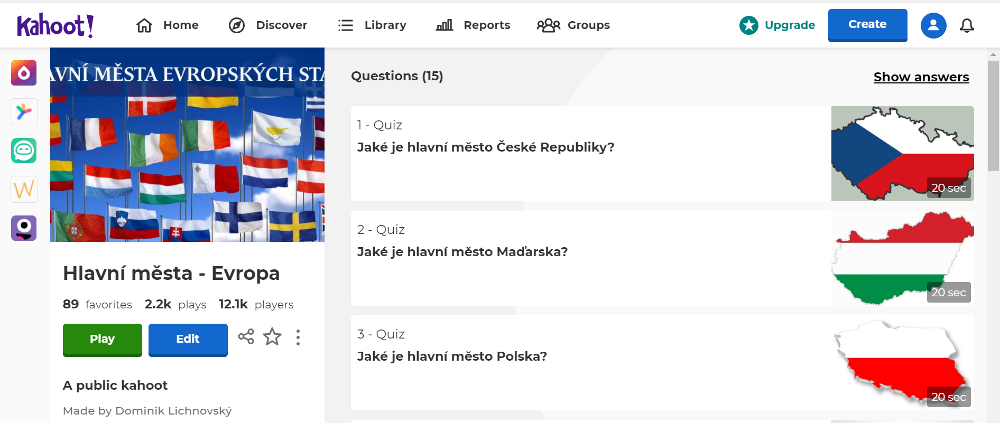 Kahoot!
Home
Discover
Library
Reports
Groups
Upgrade
Create
AVNÍ MĚSTA EVROPSKÝCH STÁ
Hlavní města - Evropa
89 favorites 2.2k plays 12.1k players
Play
Edit
A public kahoot
Made by Dominik Lichnovský
Questions (15)
Show answers
1 - Quiz
Jaké je hlavní město České Republiky?
20 sec
2 - Quiz
Jaké je hlavní město Maďarska?
20 sec
3 - Quiz
Jaké je hlavní město Polska?
20 sec